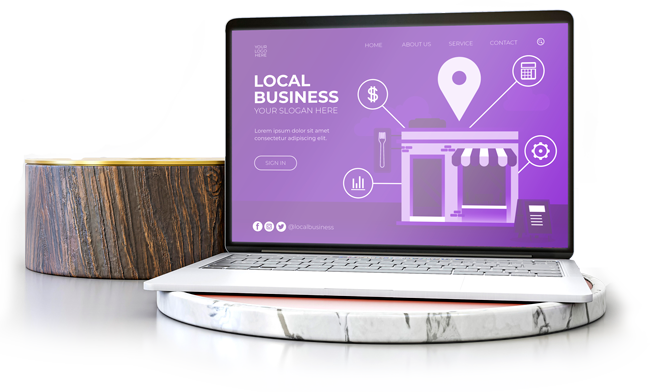 YOUR
LOGO
HERE
HOME ABOUT US SERVICE CONTACT
LOCAL
BUSINESS
YOUR SLOGAN HERE
Lorem ipsum dolor sit amet
consectetur adipiscing elit.
SIGN IN
@localbusiness